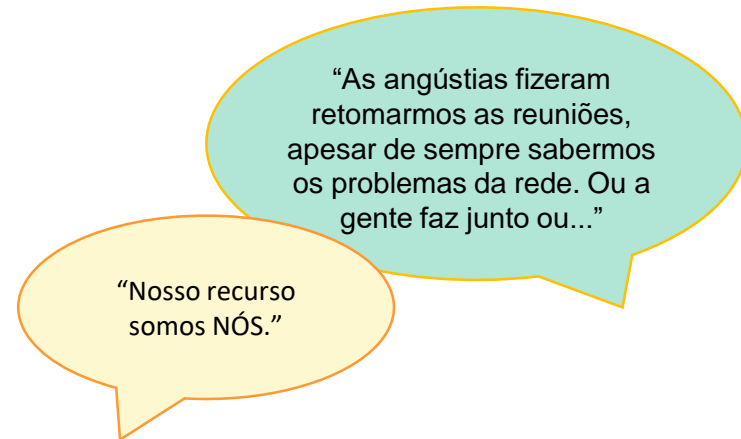 “As angústias fizeram
retomarmos as reuniões,
apesar de sempre sabermos
os problemas da rede. Ou a
gente faz junto ou...”
“Nosso recurso
somos NÓS.”